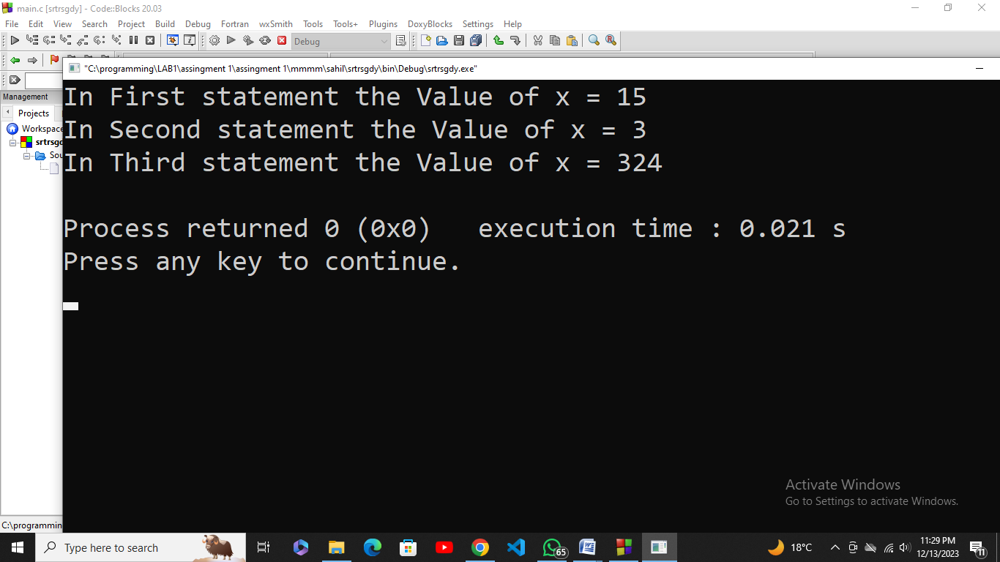 main.c [srtrsgdy] - Code::Blocks 20.03
File Edit View Search Project Build Debug Fortran wxSmith Tools Tools+ Plugins DoxyBlocks Settings Help
Debug
"C:\programming\LAB1\assingment 1\assingment 1\mmmm\sahil\srtrsgdy\bin\Debug\srtrsgdy.exe"
Management
Projects
Workspace
srtrsgd
Sou
In First statement the Value of x = 15
In Second statement the Value of x = 3
In Third statement the Value of x = 324
Process returned 0 (0x0)   execution time : 0.021 s
Press any key to continue.
Activate Windows
Go to Settings to activate Windows.
C:\programmin
Type here to search
65
18°C
11:29 PM
12/13/2023
11